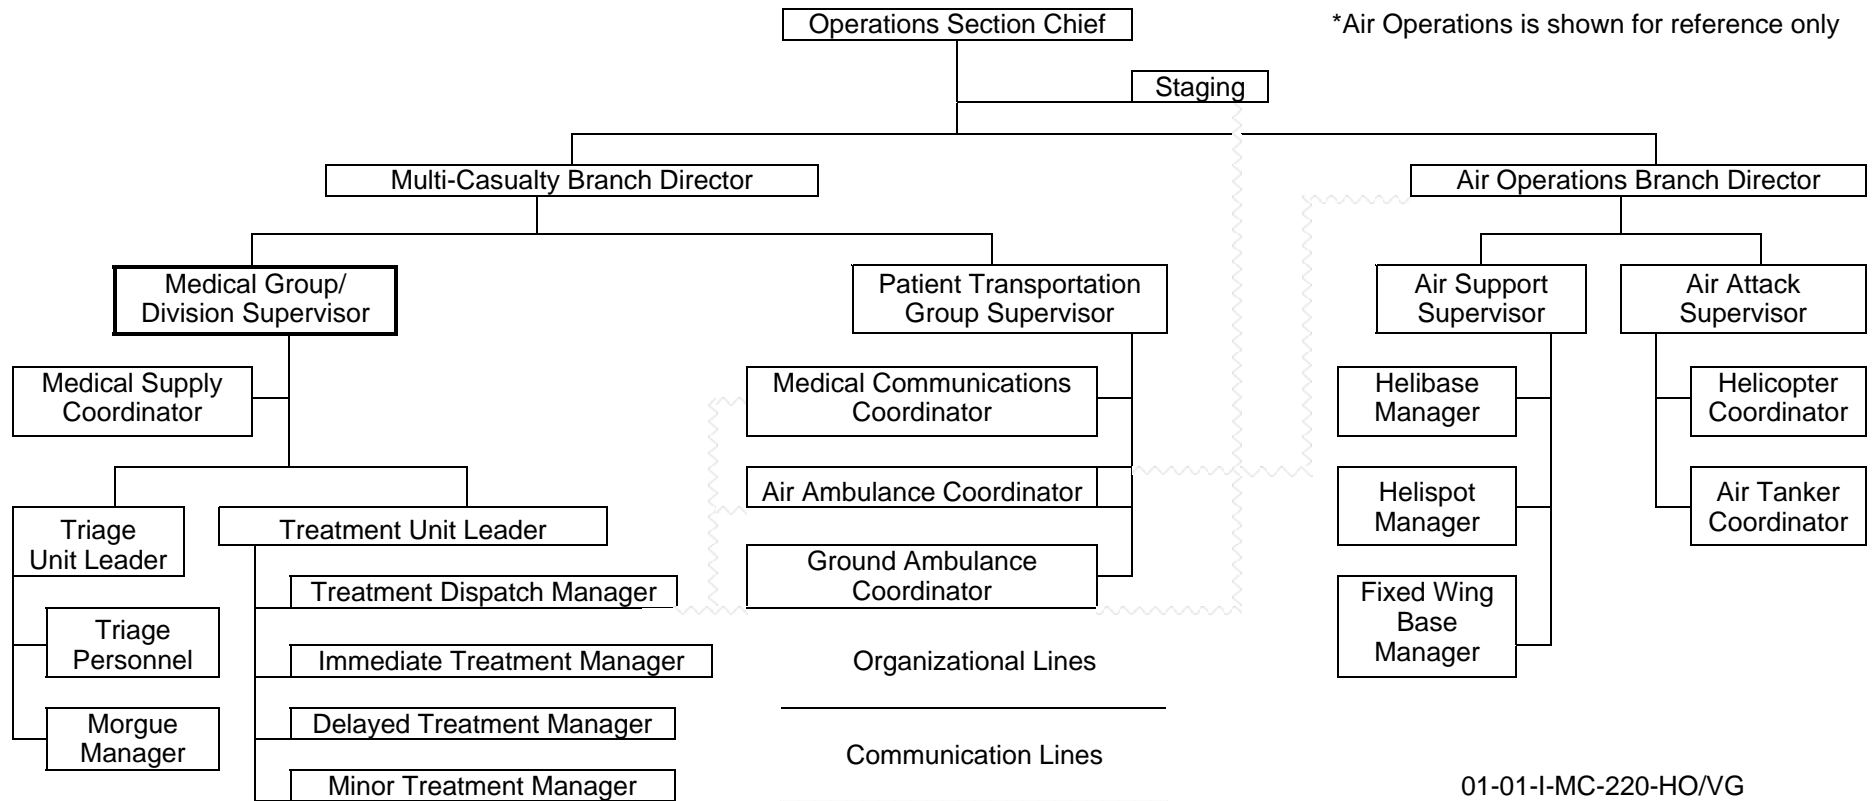 Operations Section Chief
*Air Operations is shown for reference only
Staging
Multi-Casualty Branch Director
Air Operations Branch Director
Medical Group/
Division Supervisor
Patient Transportation
Group Supervisor
Air Support
Supervisor
Air Attack
Supervisor
Medical Supply
Coordinator
Medical Communications
Coordinator
Helibase
Manager
Helicopter
Coordinator
Air Ambulance Coordinator
Helispot
Manager
Air Tanker
Coordinator
Triage
Unit Leader
Treatment Unit Leader
Ground Ambulance
Coordinator
Treatment Dispatch Manager
Fixed Wing
Base
Manager
Triage
Personnel
Immediate Treatment Manager
Organizational Lines
Morgue
Manager
Delayed Treatment Manager
Communication Lines
Minor Treatment Manager
01-01-I-MC-220-HO/VG